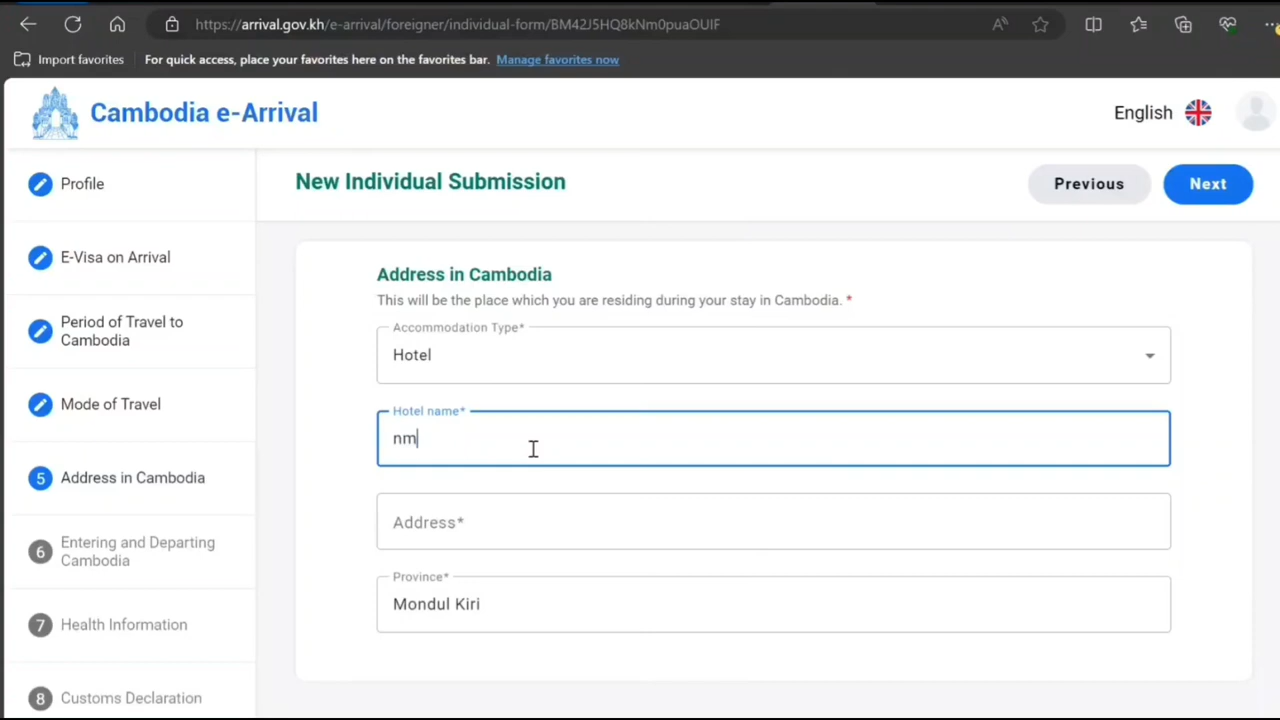 https://arrival.gov.kh/e-arrival/foreigner/individual-form/BM42J5HQ8kNm0puaOUIF
Import favorites
For quick access, place your favorites here on the favorites bar. Manage favorites now
Cambodia e-Arrival
English
Profile
E-Visa on Arrival
Period of Travel to
Cambodia
Mode of Travel
5 Address in Cambodia
6 Entering and Departing
Cambodia
7 Health Information
8 Customs Declaration
New Individual Submission
Previous
Next
Address in Cambodia
This will be the place which you are residing during your stay in Cambodia. *
Accommodation Type*
Hotel
Hotel name*
nm
Address*
Province*
Mondul Kiri